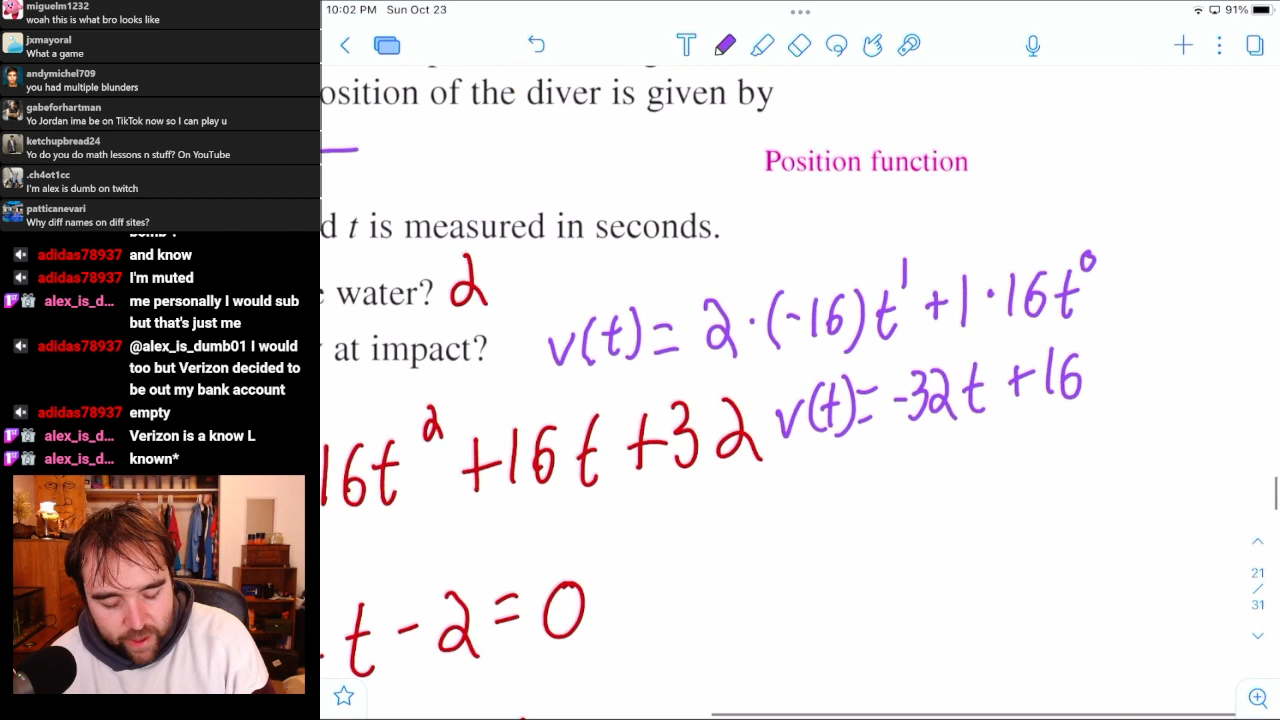 miguelm1232
woah this is what bro looks like
jxmayoral
What a game
andymichel709
you had multiple blunders
gabeforhartman
Yo Jordan ima be on TikTok now so I can play u
ketchupbread24
Yo do you do math lessons n stuff? On YouTube
.ch4ot1cc
I'm alex is dumb on twitch
patticanevari
Why diff names on diff sites?
adidas78937 and know
adidas78937 I'm muted
alex_is_d... me personally I would sub
but that's just me
adidas78937 @alex_is_dumb01 I would
too but Verizon decided to
be out my bank account
adidas78937 empty
alex_is_d... Verizon is a know L
alex_is_d... known*
10:02 PM Sun Oct 23
91%
osition of the diver is given by
Position function
d t is measured in seconds.
water? 2
at impact?
v(t) = 2·(-16)t^1 + 1·16t^0
v(t) = -32t + 16
16t^2 + 16t + 32
t - 2 = 0
21
/
31